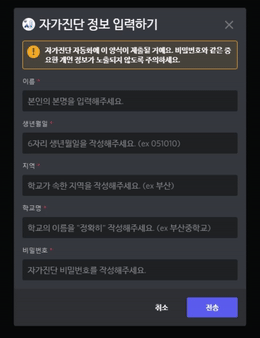 자가진단 정보 입력하기
자가진단 자동화에 이 양식이 제출될 거예요. 비밀번호와 같은 중
요한 개인 정보가 노출되지 않도록 주의하세요.
이름 *
본인의 본명을 입력해주세요.
생년월일 *
6자리 생년월일을 작성해주세요. (ex 051010)
지역 *
학교가 속한 지역을 작성해주세요. (ex 부산)
학교명 *
학교의 이름을 "정확히" 작성해주세요. (ex 부산중학교)
비밀번호 *
자가진단 비밀번호를 작성해주세요.
취소
전송